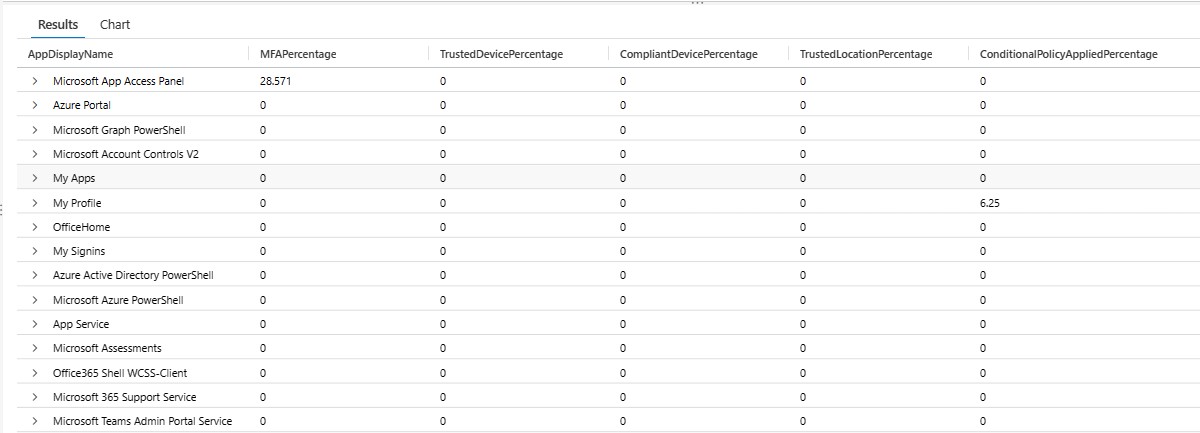 Results Chart
AppDisplayName MFAPercentage TrustedDevicePercentage CompliantDevicePercentage TrustedLocationPercentage ConditionalPolicyAppliedPercentage
Microsoft App Access Panel 28.571 0 0 0 0
Azure Portal 0 0 0 0 0
Microsoft Graph PowerShell 0 0 0 0 0
Microsoft Account Controls V2 0 0 0 0 0
My Apps 0 0 0 0 0
My Profile 0 0 0 0 6.25
OfficeHome 0 0 0 0 0
My Signins 0 0 0 0 0
Azure Active Directory PowerShell 0 0 0 0 0
Microsoft Azure PowerShell 0 0 0 0 0
App Service 0 0 0 0 0
Microsoft Assessments 0 0 0 0 0
Office365 Shell WCSS-Client 0 0 0 0 0
Microsoft 365 Support Service 0 0 0 0 0
Microsoft Teams Admin Portal Service 0 0 0 0 0